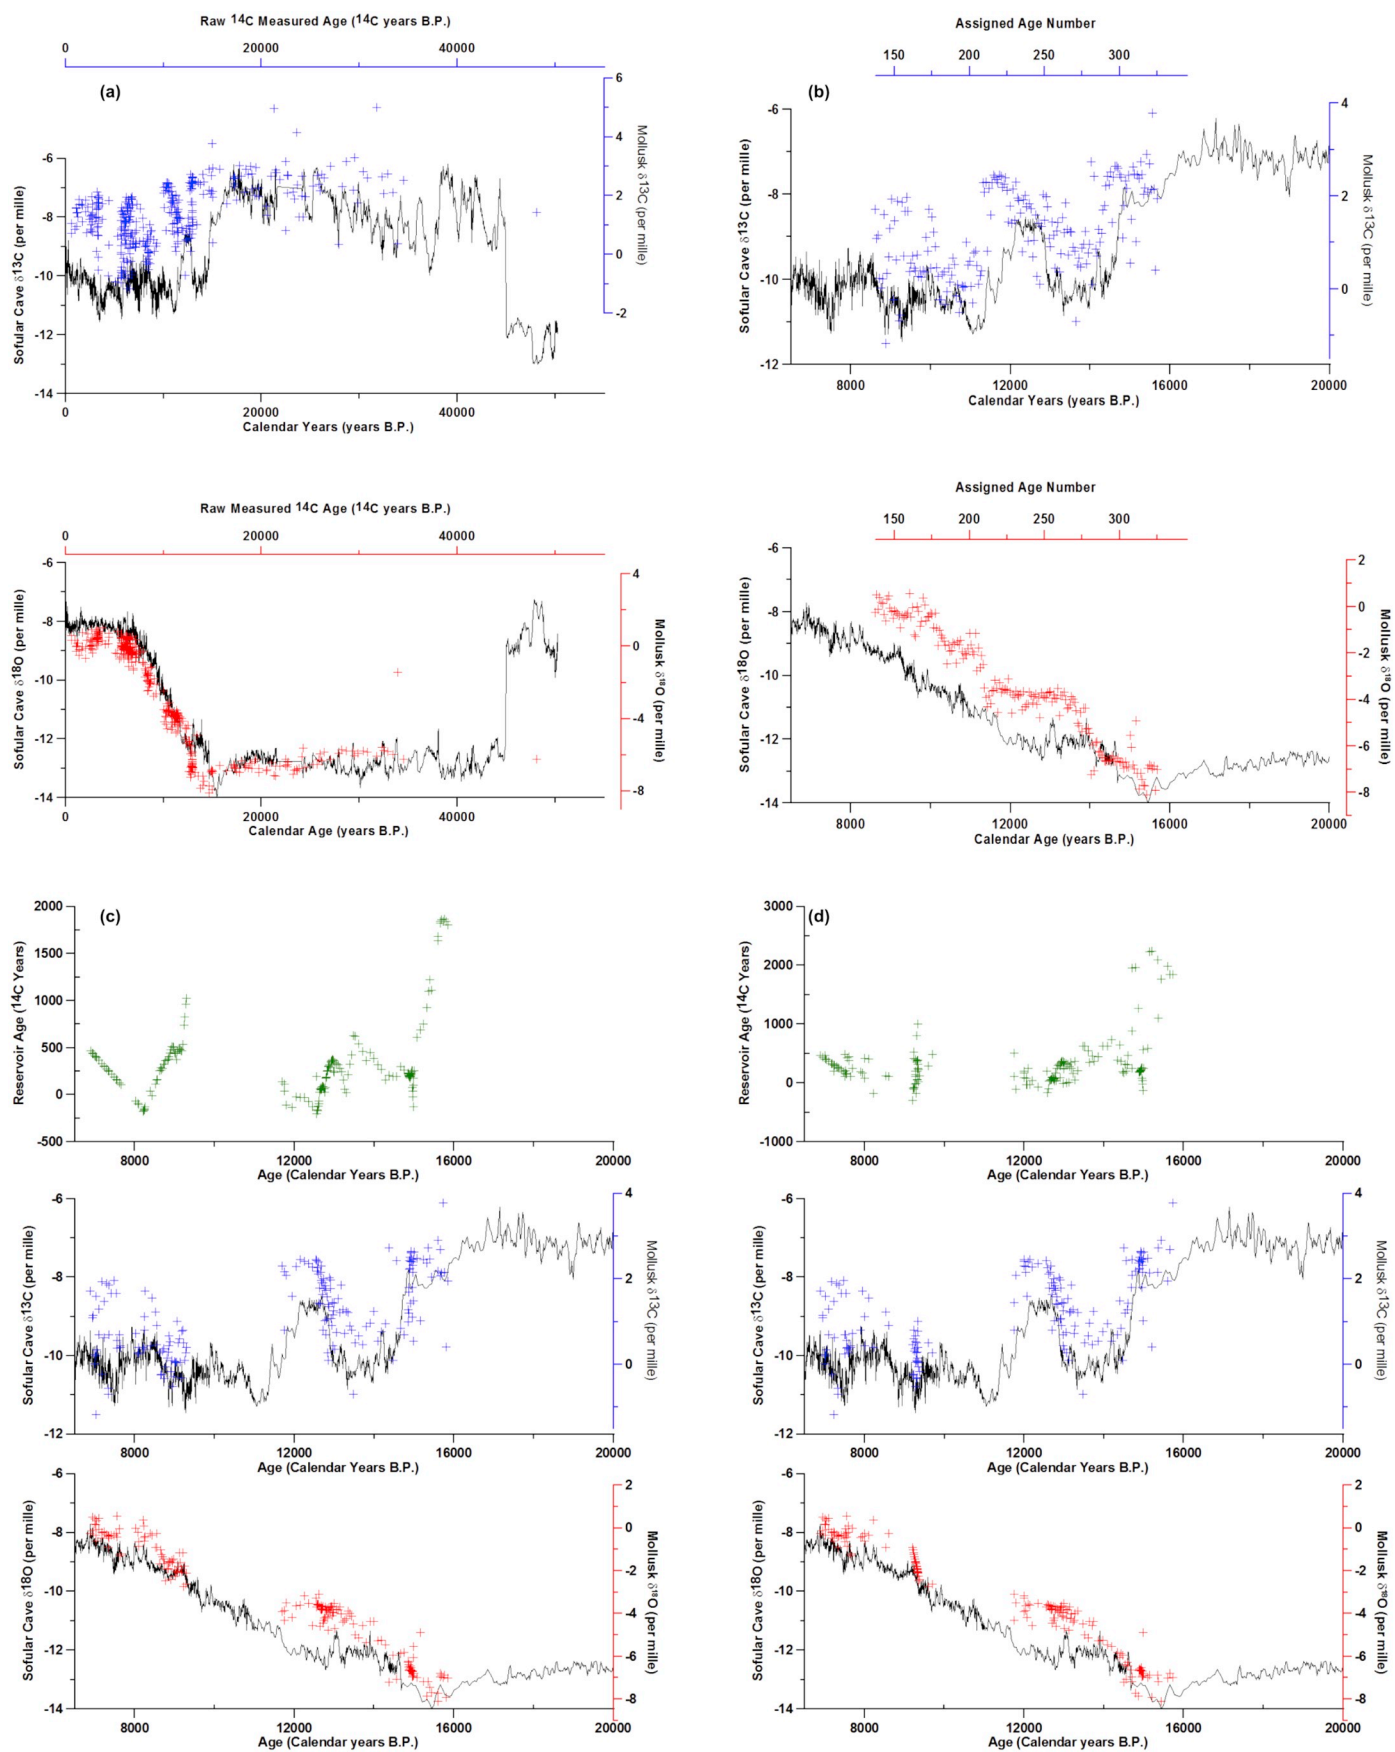 Raw 14C Measured Age (14C years B.P.)
0 20000 40000
(a)
6
4
2
0
-2
Mollusk δ13C (per mille)
-6
-8
-10
-12
-14
Sofular Cave δ13C (per mille)
0 20000 40000
Calendar Years (years B.P.)
Assigned Age Number
150 200 250 300
(b)
-6
-8
-10
-12
Sofular Cave δ13C (per mille)
4
2
0
Mollusk δ13C (per mille)
8000 12000 16000 20000
Calendar Years (years B.P.)
Raw Measured 14C Age (14C years B.P.)
0 20000 40000
-6
-8
-10
-12
-14
Sofular Cave δ18O (per mille)
4
0
-4
-8
Mollusk δ18O (per mille)
0 20000 40000
Calendar Age (years B.P.)
Assigned Age Number
150 200 250 300
-6
-8
-10
-12
-14
Sofular Cave δ18O (per mille)
2
0
-2
-4
-6
-8
Mollusk δ18O (per mille)
8000 12000 16000 20000
Calendar Age (years B.P.)
(c)
2000
1500
1000
500
0
-500
Reservoir Age (14C Years)
8000 12000 16000 20000
Age (Calendar Years B.P.)
-6
-8
-10
-12
Sofular Cave δ13C (per mille)
4
2
0
Mollusk δ13C (per mille)
8000 12000 16000 20000
Age (Calendar Years B.P.)
-6
-8
-10
-12
-14
Sofular Cave δ18O (per mille)
2
0
-2
-4
-6
-8
Mollusk δ18O (per mille)
8000 12000 16000 20000
Age (Calendar years B.P.)
(d)
3000
2000
1000
0
-1000
Reservoir Age (14C Years)
8000 12000 16000 20000
Age (Calendar Years B.P.)
-6
-8
-10
-12
Sofular Cave δ13C (per mille)
4
2
0
Mollusk δ13C (per mille)
8000 12000 16000 20000
Age (Calendar Years B.P.)
-6
-8
-10
-12
-14
Sofular Cave δ18O (per mille)
2
0
-2
-4
-6
-8
Mollusk δ18O (per mille)
8000 12000 16000 20000
Age (Calendar Years B.P.)